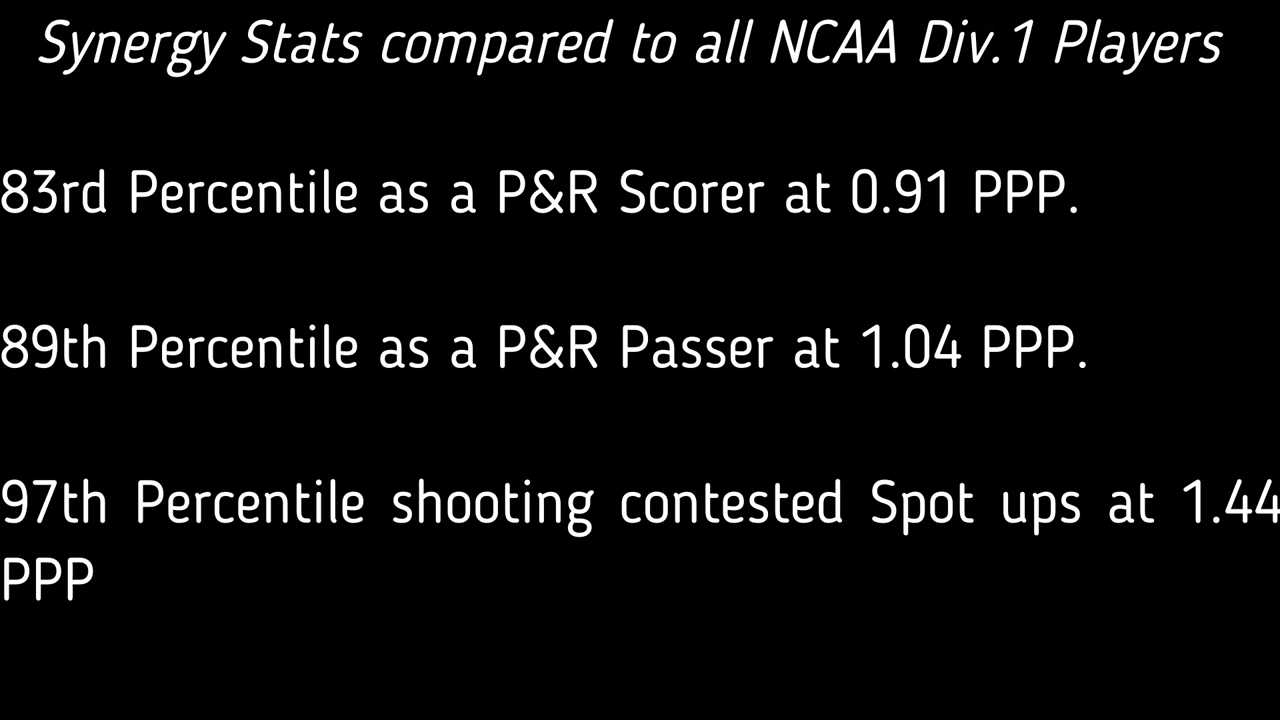 Synergy Stats compared to all NCAA Div.1 Players
83rd Percentile as a P&R Scorer at 0.91 PPP.
89th Percentile as a P&R Passer at 1.04 PPP.
97th Percentile shooting contested Spot ups at 1.44
PPP